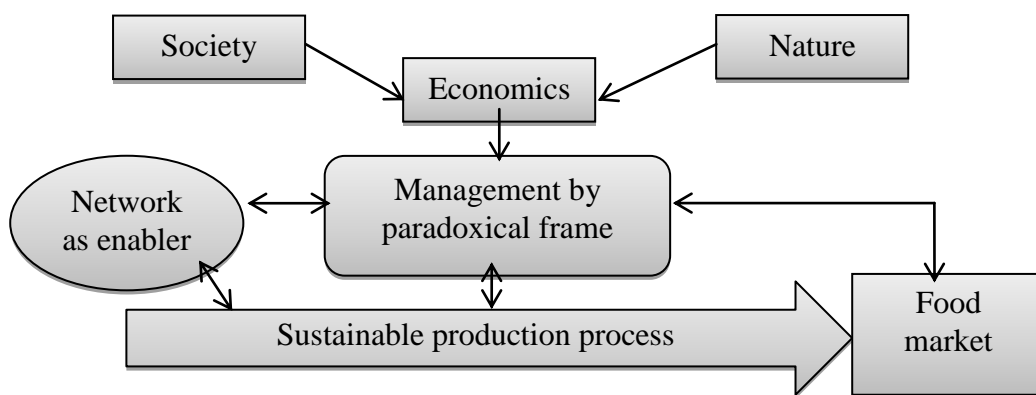 Society
Nature
Economics
Network
as enabler
Management by
paradoxical frame
Sustainable production process
Food
market